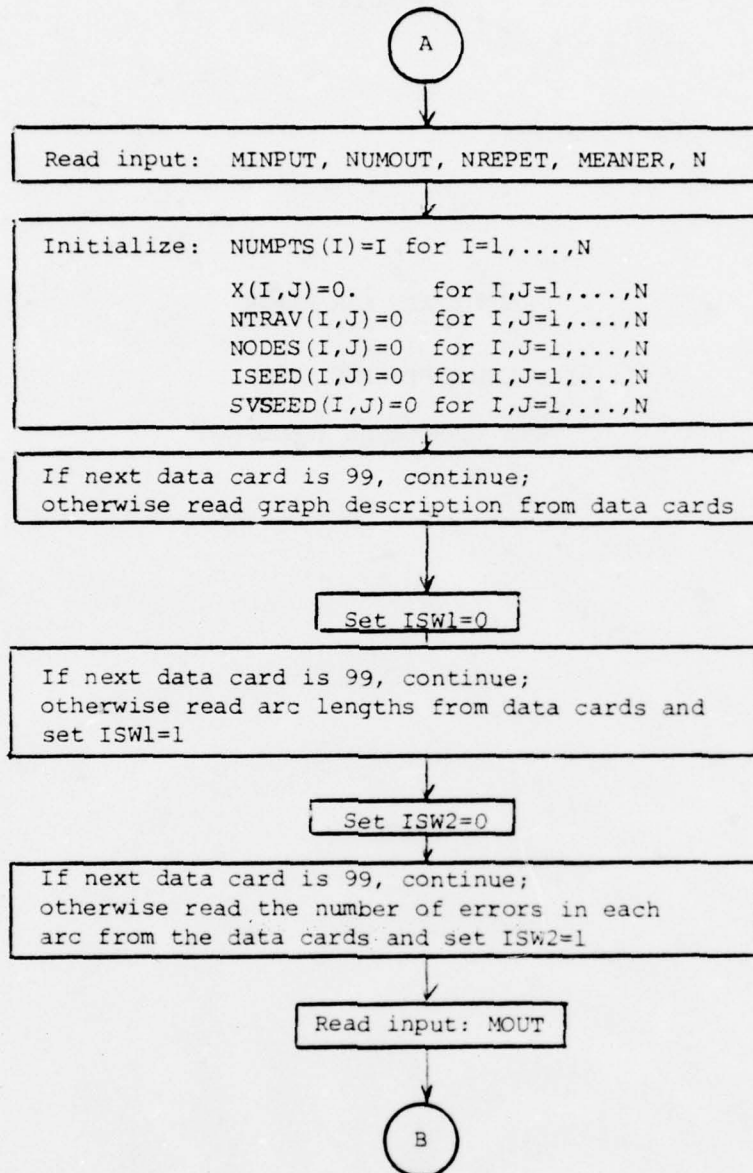 A
Read input: MINPUT, NUMOUT, NREPET, MEANER, N
Initialize: NUMPTS(I)=I for I=1,...,N
X(I,J)=0. for I,J=1,...,N
NTRAV(I,J)=0 for I,J=1,...,N
NODES(I,J)=0 for I,J=1,...,N
ISEED(I,J)=0 for I,J=1,...,N
SVSEED(I,J)=0 for I,J=1,...,N
If next data card is 99, continue;
otherwise read graph description from data cards
Set ISW1=0
If next data card is 99, continue;
otherwise read arc lengths from data cards and
set ISW1=1
Set ISW2=0
If next data card is 99, continue;
otherwise read the number of errors in each
arc from the data cards and set ISW2=1
Read input: MOUT
B